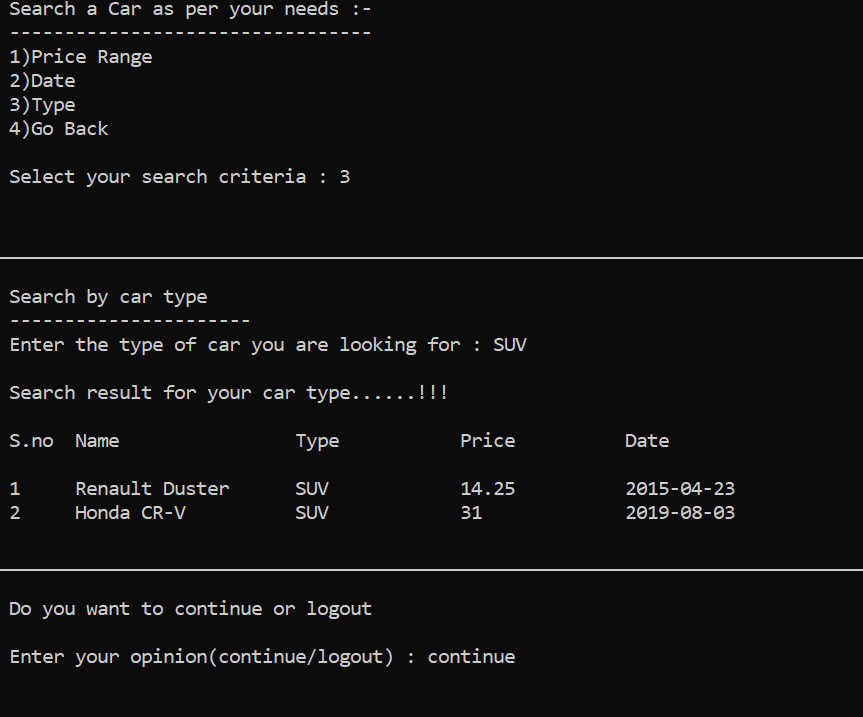 Search a Car as per your needs :-
---------------------------------
1)Price Range
2)Date
3)Type
4)Go Back
Select your search criteria : 3
Search by car type
----------------------
Enter the type of car you are looking for : SUV
Search result for your car type......!!!
S.no  Name                Type           Price          Date
1     Renault Duster      SUV            14.25          2015-04-23
2     Honda CR-V          SUV            31             2019-08-03
Do you want to continue or logout
Enter your opinion(continue/logout) : continue